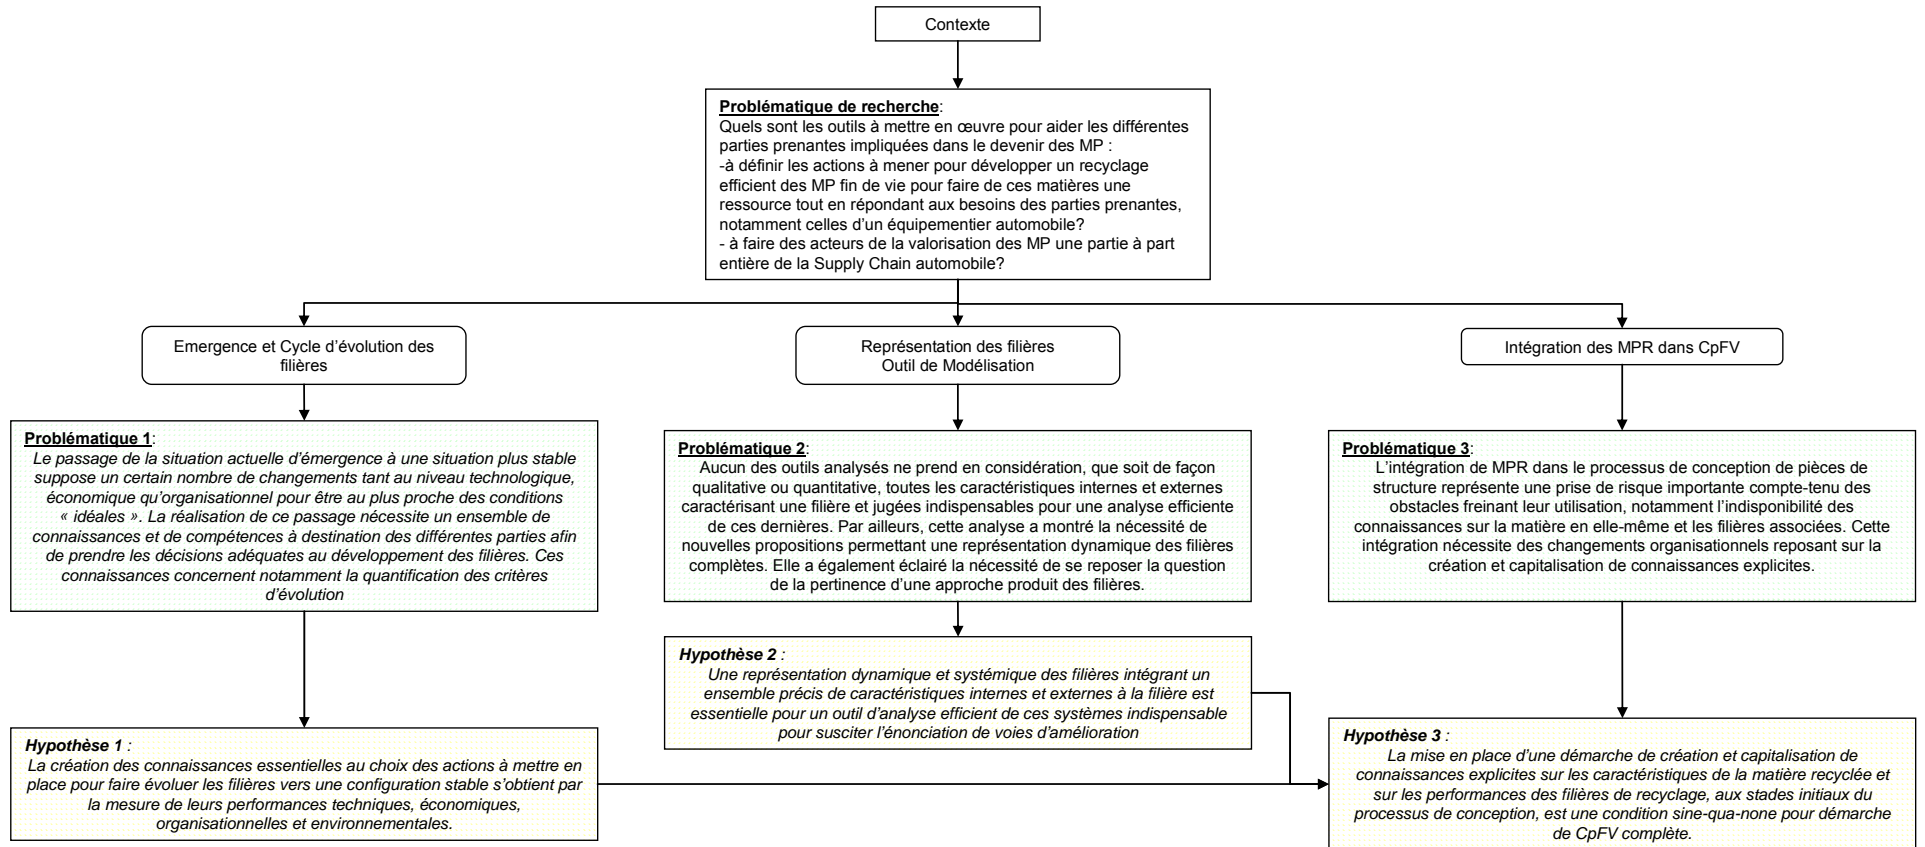 Contexte
Problématique de recherche:
Quels sont les outils à mettre en œuvre pour aider les différentes
parties prenantes impliquées dans le devenir des MP :
-à définir les actions à mener pour développer un recyclage
efficient des MP fin de vie pour faire de ces matières une
ressource tout en répondant aux besoins des parties prenantes,
notamment celles d’un équipementier automobile?
- à faire des acteurs de la valorisation des MP une partie à part
entière de la Supply Chain automobile?
Emergence et Cycle d’évolution des
filières
Représentation des filières
Outil de Modélisation
Intégration des MPR dans CpFV
Problématique 1:
Le passage de la situation actuelle d’émergence à une situation plus stable
suppose un certain nombre de changements tant au niveau technologique,
économique qu’organisationnel pour être au plus proche des conditions
« idéales ». La réalisation de ce passage nécessite un ensemble de
connaissances et de compétences à destination des différentes parties afin
de prendre les décisions adéquates au développement des filières. Ces
connaissances concernent notamment la quantification des critères
d’évolution
Problématique 2:
Aucun des outils analysés ne prend en considération, que soit de façon
qualitative ou quantitative, toutes les caractéristiques internes et externes
caractérisant une filière et jugées indispensables pour une analyse efficiente
de ces dernières. Par ailleurs, cette analyse a montré la nécessité de
nouvelles propositions permettant une représentation dynamique des filières
complètes. Elle a également éclairé la nécessité de se reposer la question
de la pertinence d’une approche produit des filières.
Problématique 3:
L’intégration de MPR dans le processus de conception de pièces de
structure représente une prise de risque importante compte-tenu des
obstacles freinant leur utilisation, notamment l’indisponibilité des
connaissances sur la matière en elle-même et les filières associées. Cette
intégration nécessite des changements organisationnels reposant sur la
création et capitalisation de connaissances explicites.
Hypothèse 2 :
Une représentation dynamique et systémique des filières intégrant un
ensemble précis de caractéristiques internes et externes à la filière est
essentielle pour un outil d’analyse efficient de ces systèmes indispensable
pour susciter l’énonciation de voies d’amélioration
Hypothèse 1 :
La création des connaissances essentielles au choix des actions à mettre en
place pour faire évoluer les filières vers une configuration stable s’obtient par
la mesure de leurs performances techniques, économiques,
organisationnelles et environnementales.
Hypothèse 3 :
La mise en place d’une démarche de création et capitalisation de
connaissances explicites sur les caractéristiques de la matière recyclée et
sur les performances des filières de recyclage, aux stades initiaux du
processus de conception, est une condition sine-qua-none pour démarche
de CpFV complète.